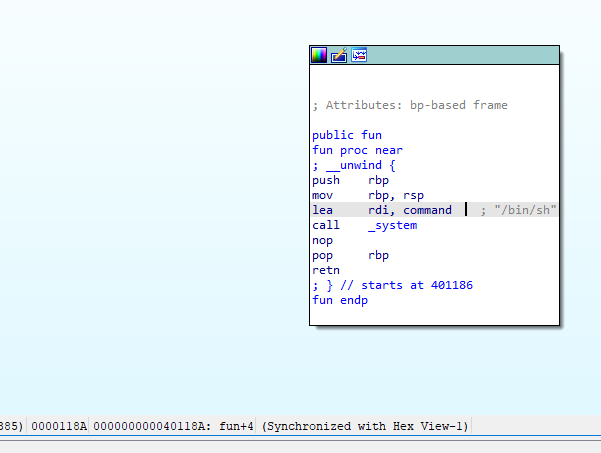 ; Attributes: bp-based frame
public fun
fun proc near
; __unwind {
push rbp
mov rbp, rsp
lea rdi, command ; "/bin/sh"
call _system
nop
pop rbp
retn
; } // starts at 401186
fun endp
385) 0000118A 000000000040118A: fun+4 (Synchronized with Hex View-1)